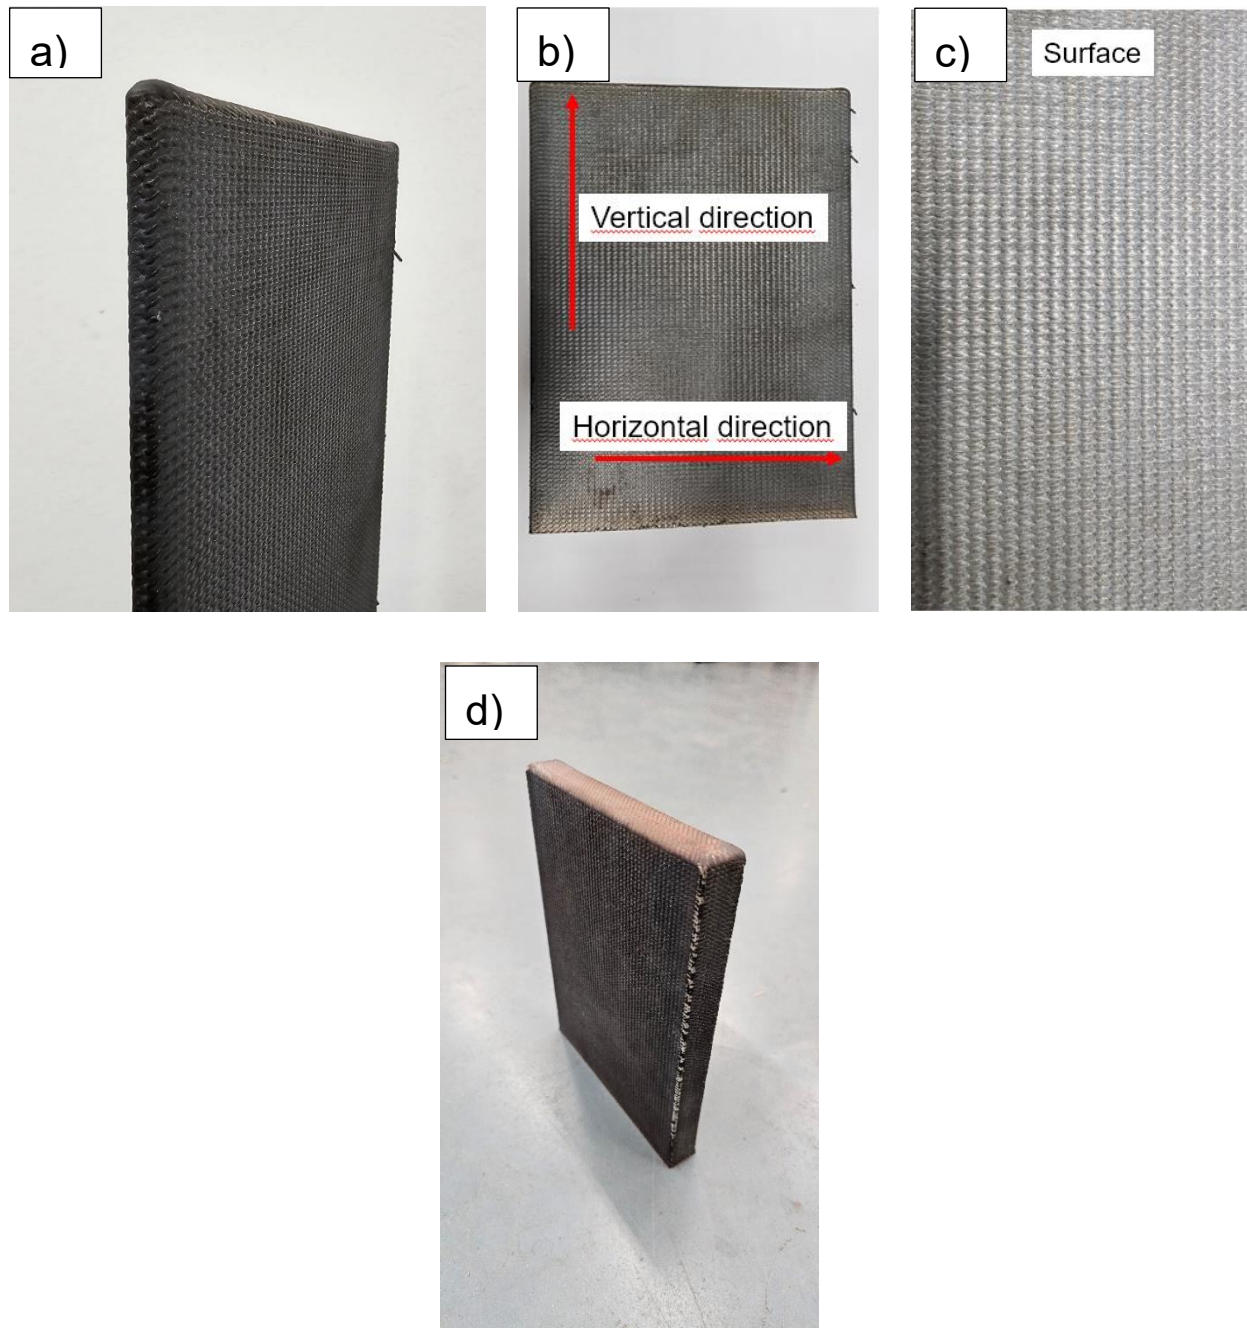 a)
b)
c)
Surface
Vertical direction
Horizontal direction
d)